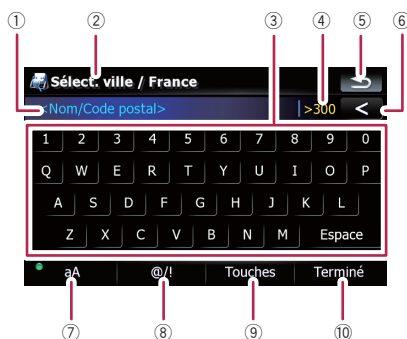 ① ② ③ ④ ⑤ ⑥
Sélect. ville / France
<Nom/Code postal> >300 <
1 2 3 4 5 6 7 8 9 0
Q W E R T Y U I O P
A S D F G H J K L
Z X C V B N M Espace
aA @/! Touches Terminé
⑦ ⑧ ⑨ ⑩